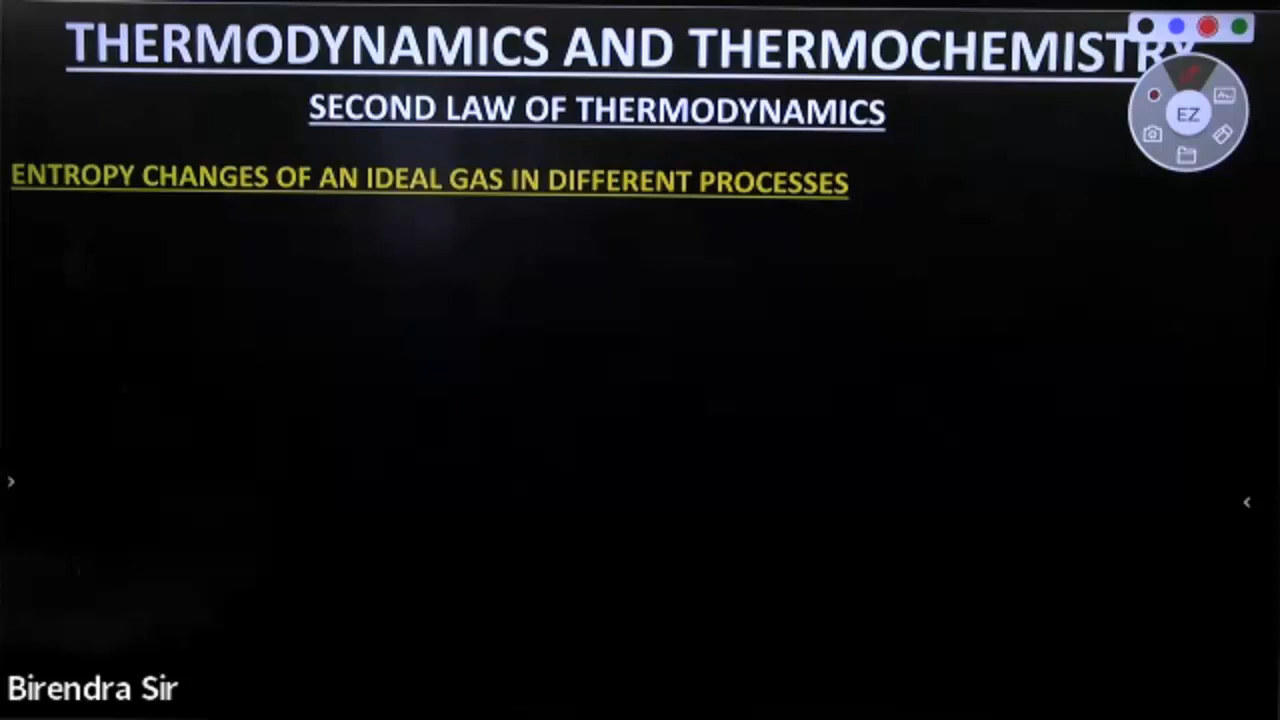 THERMODYNAMICS AND THERMOCHEMISTRY
SECOND LAW OF THERMODYNAMICS
EZ
ENTROPY CHANGES OF AN IDEAL GAS IN DIFFERENT PROCESSES
Birendra Sir